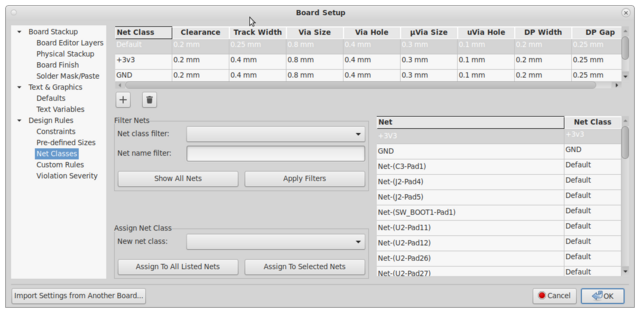 Board Setup
Board Stackup
Board Editor Layers
Physical Stackup
Board Finish
Solder Mask/Paste
Text & Graphics
Defaults
Text Variables
Design Rules
Constraints
Pre-defined Sizes
Net Classes
Custom Rules
Violation Severity
Net Class Clearance Track Width Via Size Via Hole µVia Size uVia Hole DP Width DP Gap
Default 0.2 mm 0.25 mm 0.8 mm 0.4 mm 0.3 mm 0.1 mm 0.2 mm 0.25 mm
+3v3 0.2 mm 0.4 mm 0.8 mm 0.4 mm 0.3 mm 0.1 mm 0.2 mm 0.25 mm
GND 0.2 mm 0.4 mm 0.8 mm 0.4 mm 0.3 mm 0.1 mm 0.2 mm 0.25 mm
Filter Nets
Net class filter:
Net name filter:
Show All Nets Apply Filters
Assign Net Class
New net class:
Assign To All Listed Nets Assign To Selected Nets
Net Net Class
+3V3 +3v3
GND GND
Net-(C3-Pad1) Default
Net-(J2-Pad4) Default
Net-(J2-Pad5) Default
Net-(SW_BOOT1-Pad1) Default
Net-(U2-Pad11) Default
Net-(U2-Pad12) Default
Net-(U2-Pad26) Default
Net-(U2-Pad27) Default
Import Settings from Another Board... Cancel OK